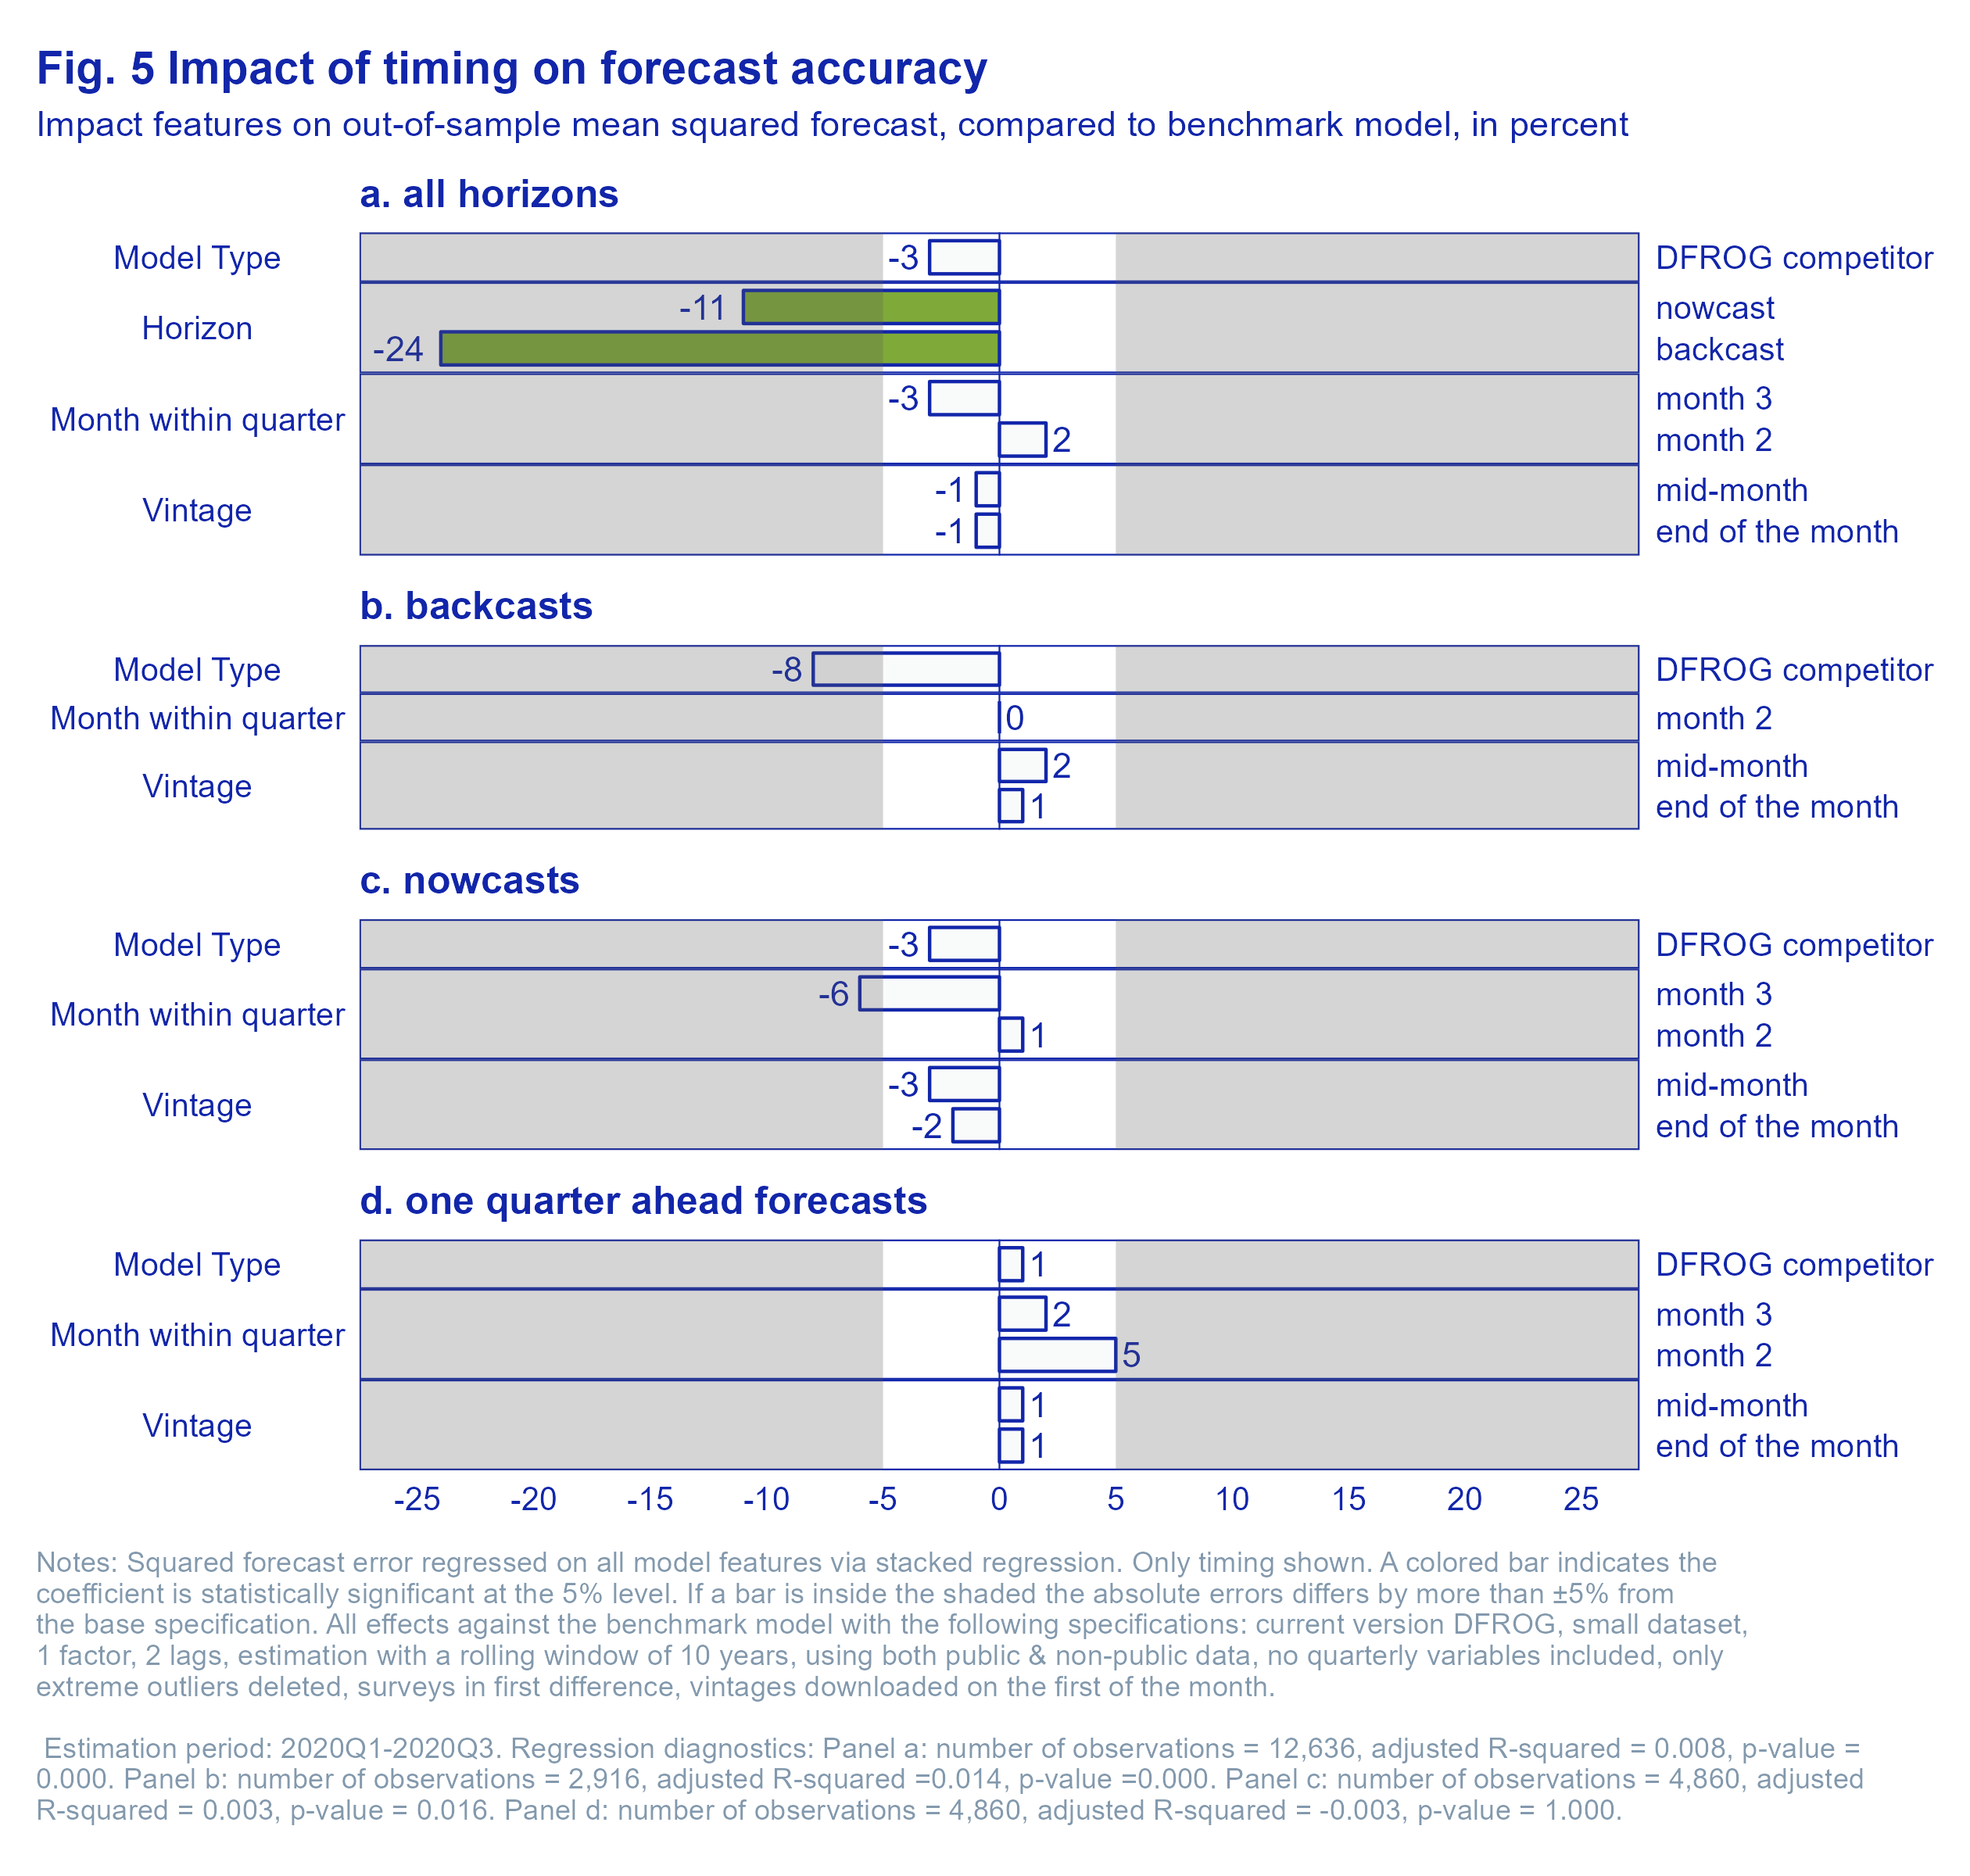 Fig. 5 Impact of timing on forecast accuracy
Impact features on out-of-sample mean squared forecast, compared to benchmark model, in percent
a. all horizons
Model Type -3 DFROG competitor
Horizon
-11 nowcast
-24 backcast
Month within quarter
-3 month 3
2 month 2
Vintage
-1 mid-month
-1 end of the month
b. backcasts
Model Type -8 DFROG competitor
Month within quarter 0 month 2
Vintage
2 mid-month
1 end of the month
c. nowcasts
Model Type -3 DFROG competitor
Month within quarter
-6 month 3
1 month 2
Vintage
-3 mid-month
-2 end of the month
d. one quarter ahead forecasts
Model Type 1 DFROG competitor
Month within quarter
2 month 3
5 month 2
Vintage
1 mid-month
1 end of the month
-25 -20 -15 -10 -5 0 5 10 15 20 25
Notes: Squared forecast error regressed on all model features via stacked regression. Only timing shown. A colored bar indicates the
coefficient is statistically significant at the 5% level. If a bar is inside the shaded the absolute errors differs by more than ±5% from
the base specification. All effects against the benchmark model with the following specifications: current version DFROG, small dataset,
1 factor, 2 lags, estimation with a rolling window of 10 years, using both public & non-public data, no quarterly variables included, only
extreme outliers deleted, surveys in first difference, vintages downloaded on the first of the month.
Estimation period: 2020Q1-2020Q3. Regression diagnostics: Panel a: number of observations = 12,636, adjusted R-squared = 0.008, p-value =
0.000. Panel b: number of observations = 2,916, adjusted R-squared =0.014, p-value =0.000. Panel c: number of observations = 4,860, adjusted
R-squared = 0.003, p-value = 0.016. Panel d: number of observations = 4,860, adjusted R-squared = -0.003, p-value = 1.000.